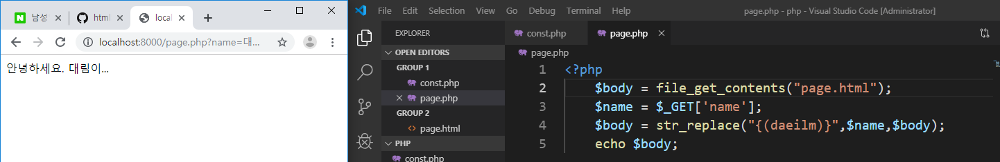 남성
html
local
localhost:8000/page.php?name=대...
안녕하세요. 대림이...
File Edit Selection View Go Debug Terminal Help
page.php - php - Visual Studio Code [Administrator]
EXPLORER
OPEN EDITORS
GROUP 1
const.php
page.php
GROUP 2
page.html
PHP
const.php
const.php
page.php
page.php
1 <?php
2 $body = file_get_contents("page.html");
3 $name = $_GET['name'];
4 $body = str_replace("{(daeilm)}",$name,$body);
5 echo $body;